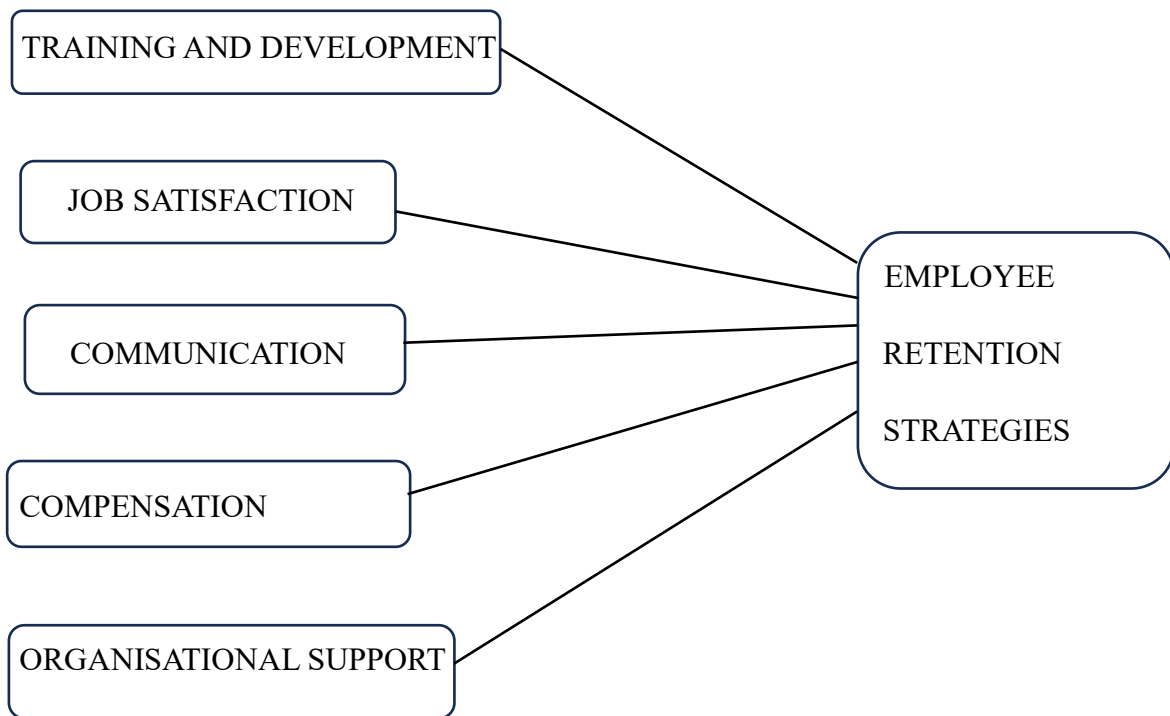 TRAINING AND DEVELOPMENT
JOB SATISFACTION
COMMUNICATION
COMPENSATION
ORGANISATIONAL SUPPORT
EMPLOYEE
RETENTION
STRATEGIES